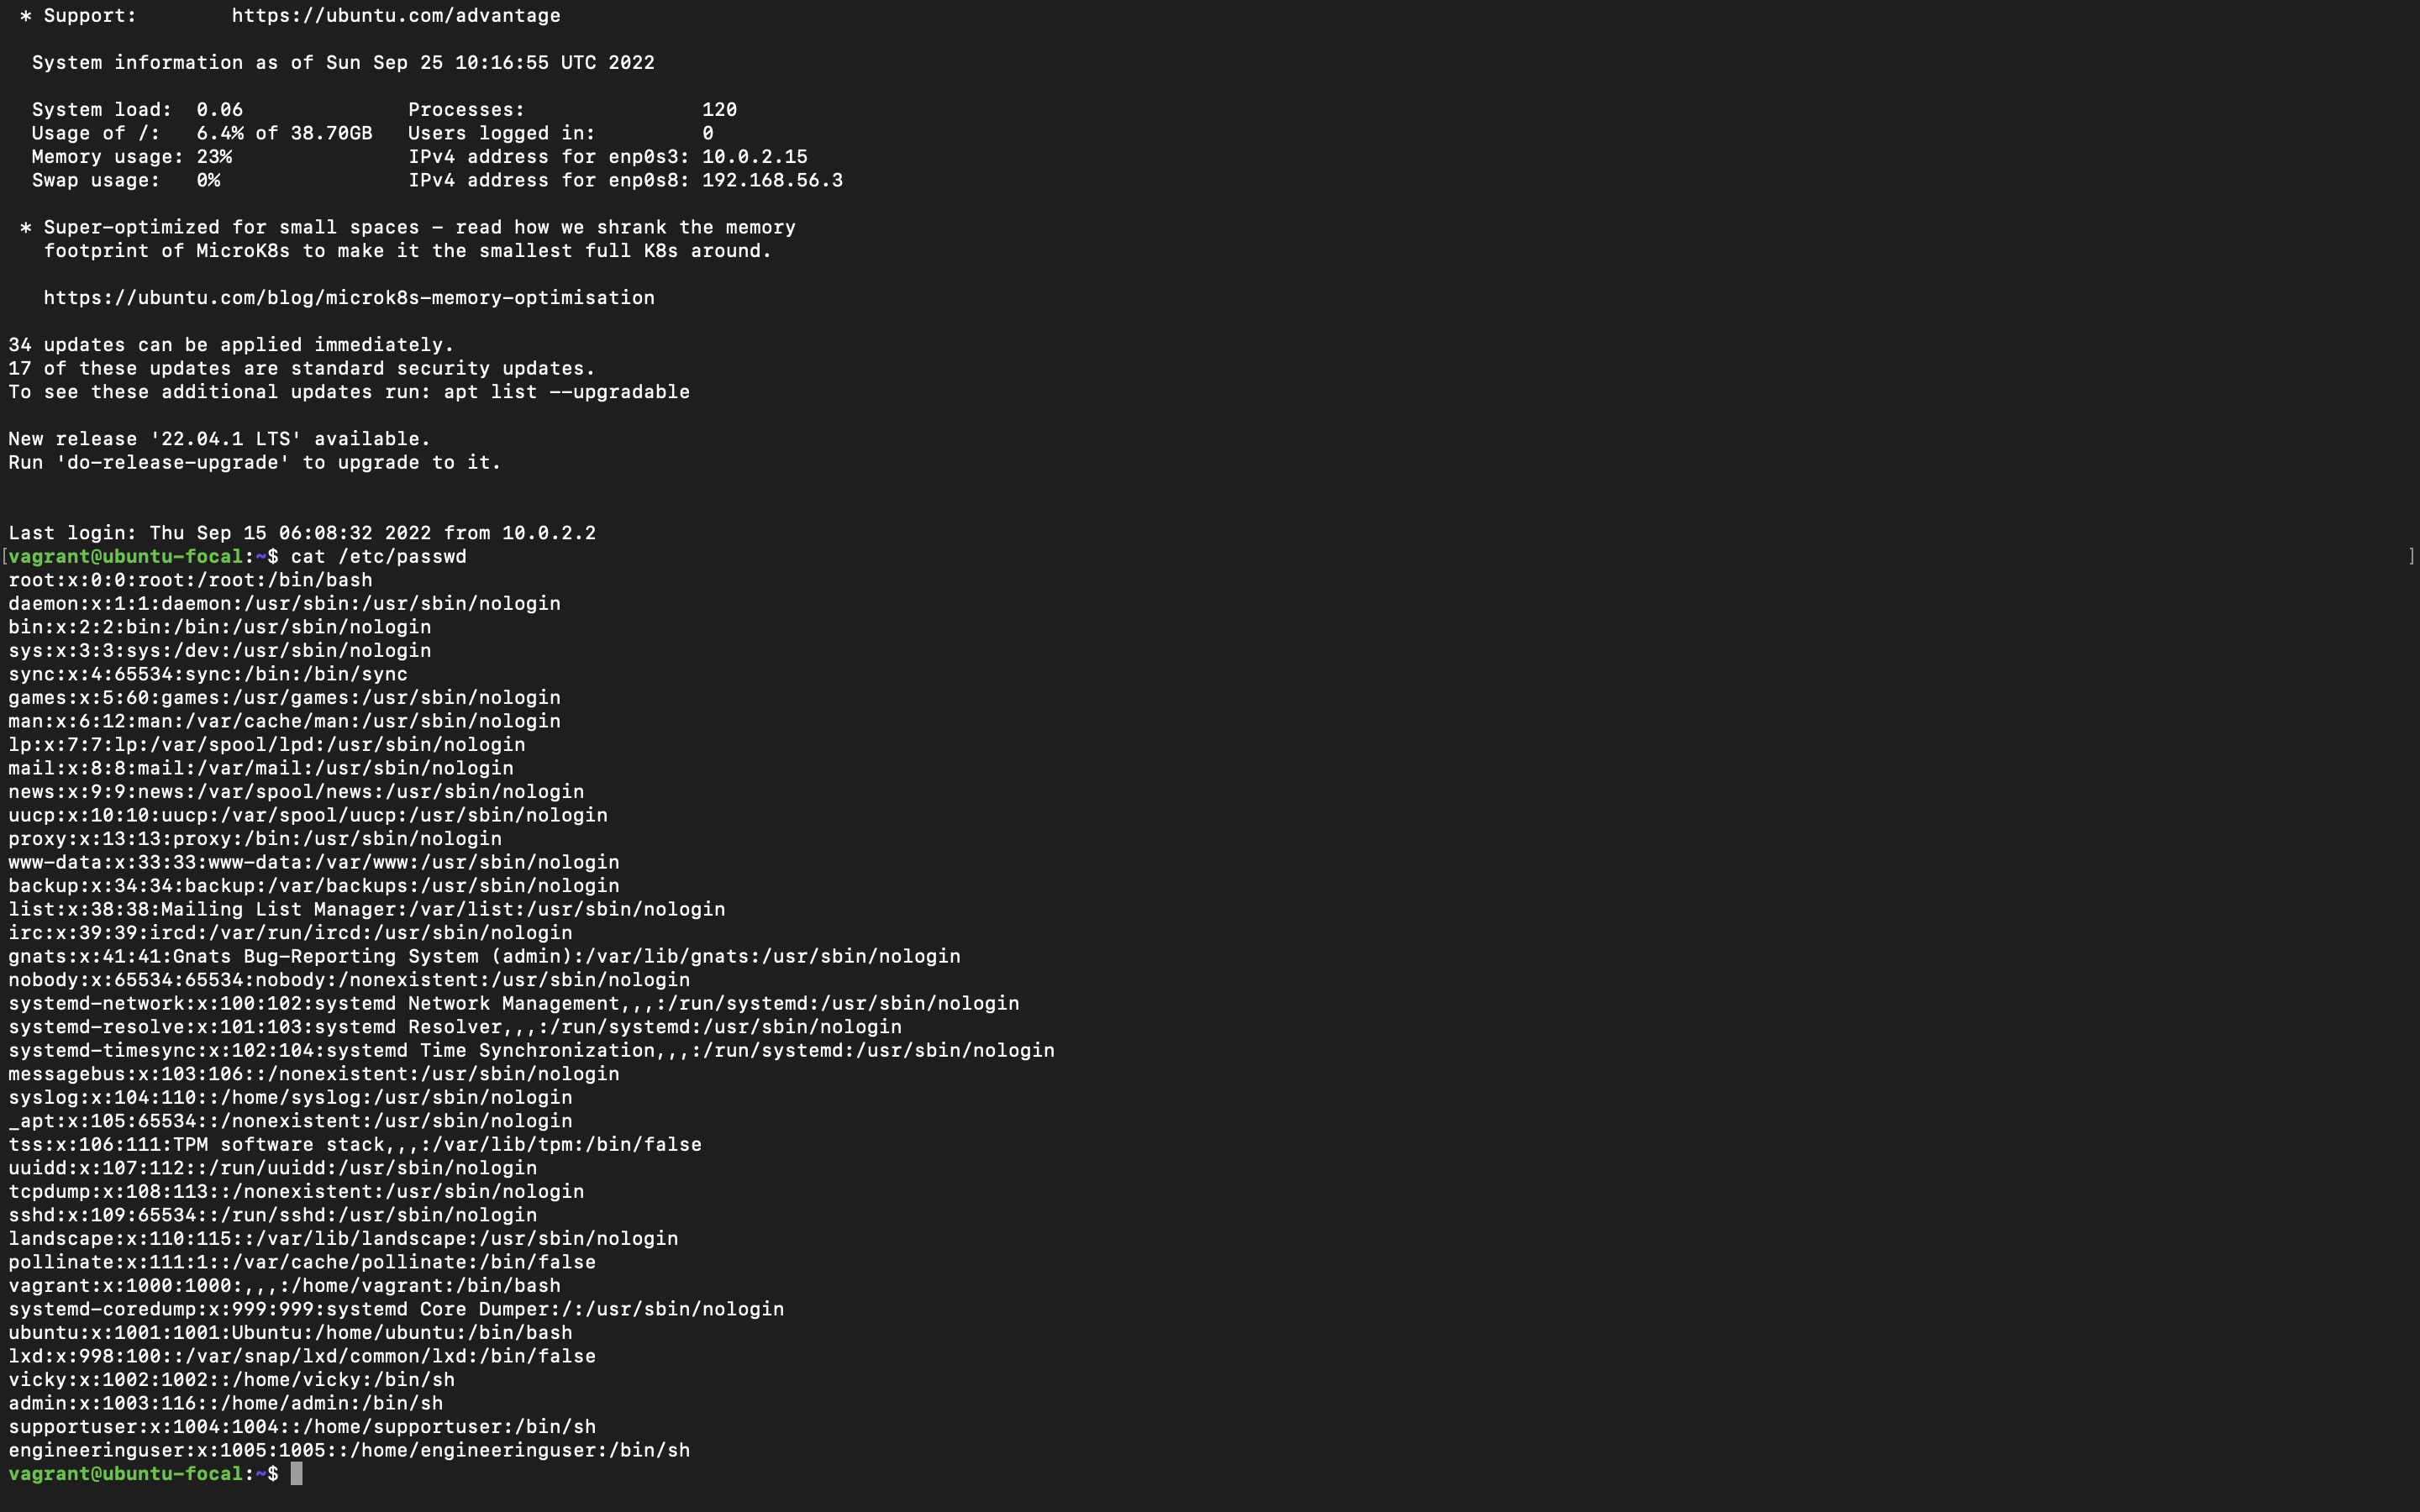 * Support:        https://ubuntu.com/advantage

  System information as of Sun Sep 25 10:16:55 UTC 2022

  System load:  0.06              Processes:               120
  Usage of /:   6.4% of 38.70GB   Users logged in:         0
  Memory usage: 23%               IPv4 address for enp0s3: 10.0.2.15
  Swap usage:   0%                IPv4 address for enp0s8: 192.168.56.3

 * Super-optimized for small spaces - read how we shrank the memory
   footprint of MicroK8s to make it the smallest full K8s around.

   https://ubuntu.com/blog/microk8s-memory-optimisation

34 updates can be applied immediately.
17 of these updates are standard security updates.
To see these additional updates run: apt list --upgradable

New release '22.04.1 LTS' available.
Run 'do-release-upgrade' to upgrade to it.


Last login: Thu Sep 15 06:08:32 2022 from 10.0.2.2
[vagrant@ubuntu-focal:~$ cat /etc/passwd ]
root:x:0:0:root:/root:/bin/bash
daemon:x:1:1:daemon:/usr/sbin:/usr/sbin/nologin
bin:x:2:2:bin:/bin:/usr/sbin/nologin
sys:x:3:3:sys:/dev:/usr/sbin/nologin
sync:x:4:65534:sync:/bin:/bin/sync
games:x:5:60:games:/usr/games:/usr/sbin/nologin
man:x:6:12:man:/var/cache/man:/usr/sbin/nologin
lp:x:7:7:lp:/var/spool/lpd:/usr/sbin/nologin
mail:x:8:8:mail:/var/mail:/usr/sbin/nologin
news:x:9:9:news:/var/spool/news:/usr/sbin/nologin
uucp:x:10:10:uucp:/var/spool/uucp:/usr/sbin/nologin
proxy:x:13:13:proxy:/bin:/usr/sbin/nologin
www-data:x:33:33:www-data:/var/www:/usr/sbin/nologin
backup:x:34:34:backup:/var/backups:/usr/sbin/nologin
list:x:38:38:Mailing List Manager:/var/list:/usr/sbin/nologin
irc:x:39:39:ircd:/var/run/ircd:/usr/sbin/nologin
gnats:x:41:41:Gnats Bug-Reporting System (admin):/var/lib/gnats:/usr/sbin/nologin
nobody:x:65534:65534:nobody:/nonexistent:/usr/sbin/nologin
systemd-network:x:100:102:systemd Network Management,,,:/run/systemd:/usr/sbin/nologin
systemd-resolve:x:101:103:systemd Resolver,,,:/run/systemd:/usr/sbin/nologin
systemd-timesync:x:102:104:systemd Time Synchronization,,,:/run/systemd:/usr/sbin/nologin
messagebus:x:103:106::/nonexistent:/usr/sbin/nologin
syslog:x:104:110::/home/syslog:/usr/sbin/nologin
_apt:x:105:65534::/nonexistent:/usr/sbin/nologin
tss:x:106:111:TPM software stack,,,:/var/lib/tpm:/bin/false
uuidd:x:107:112::/run/uuidd:/usr/sbin/nologin
tcpdump:x:108:113::/nonexistent:/usr/sbin/nologin
sshd:x:109:65534::/run/sshd:/usr/sbin/nologin
landscape:x:110:115::/var/lib/landscape:/usr/sbin/nologin
pollinate:x:111:1::/var/cache/pollinate:/bin/false
vagrant:x:1000:1000:,,,:/home/vagrant:/bin/bash
systemd-coredump:x:999:999:systemd Core Dumper:/:/usr/sbin/nologin
ubuntu:x:1001:1001:Ubuntu:/home/ubuntu:/bin/bash
lxd:x:998:100::/var/snap/lxd/common/lxd:/bin/false
vicky:x:1002:1002::/home/vicky:/bin/sh
admin:x:1003:116::/home/admin:/bin/sh
supportuser:x:1004:1004::/home/supportuser:/bin/sh
engineeringuser:x:1005:1005::/home/engineeringuser:/bin/sh
vagrant@ubuntu-focal:~$